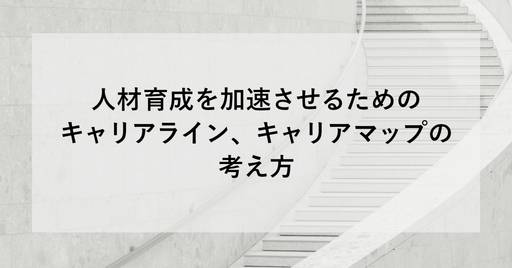 人材育成を加速させるための
キャリアライン、キャリアマップの
考え方